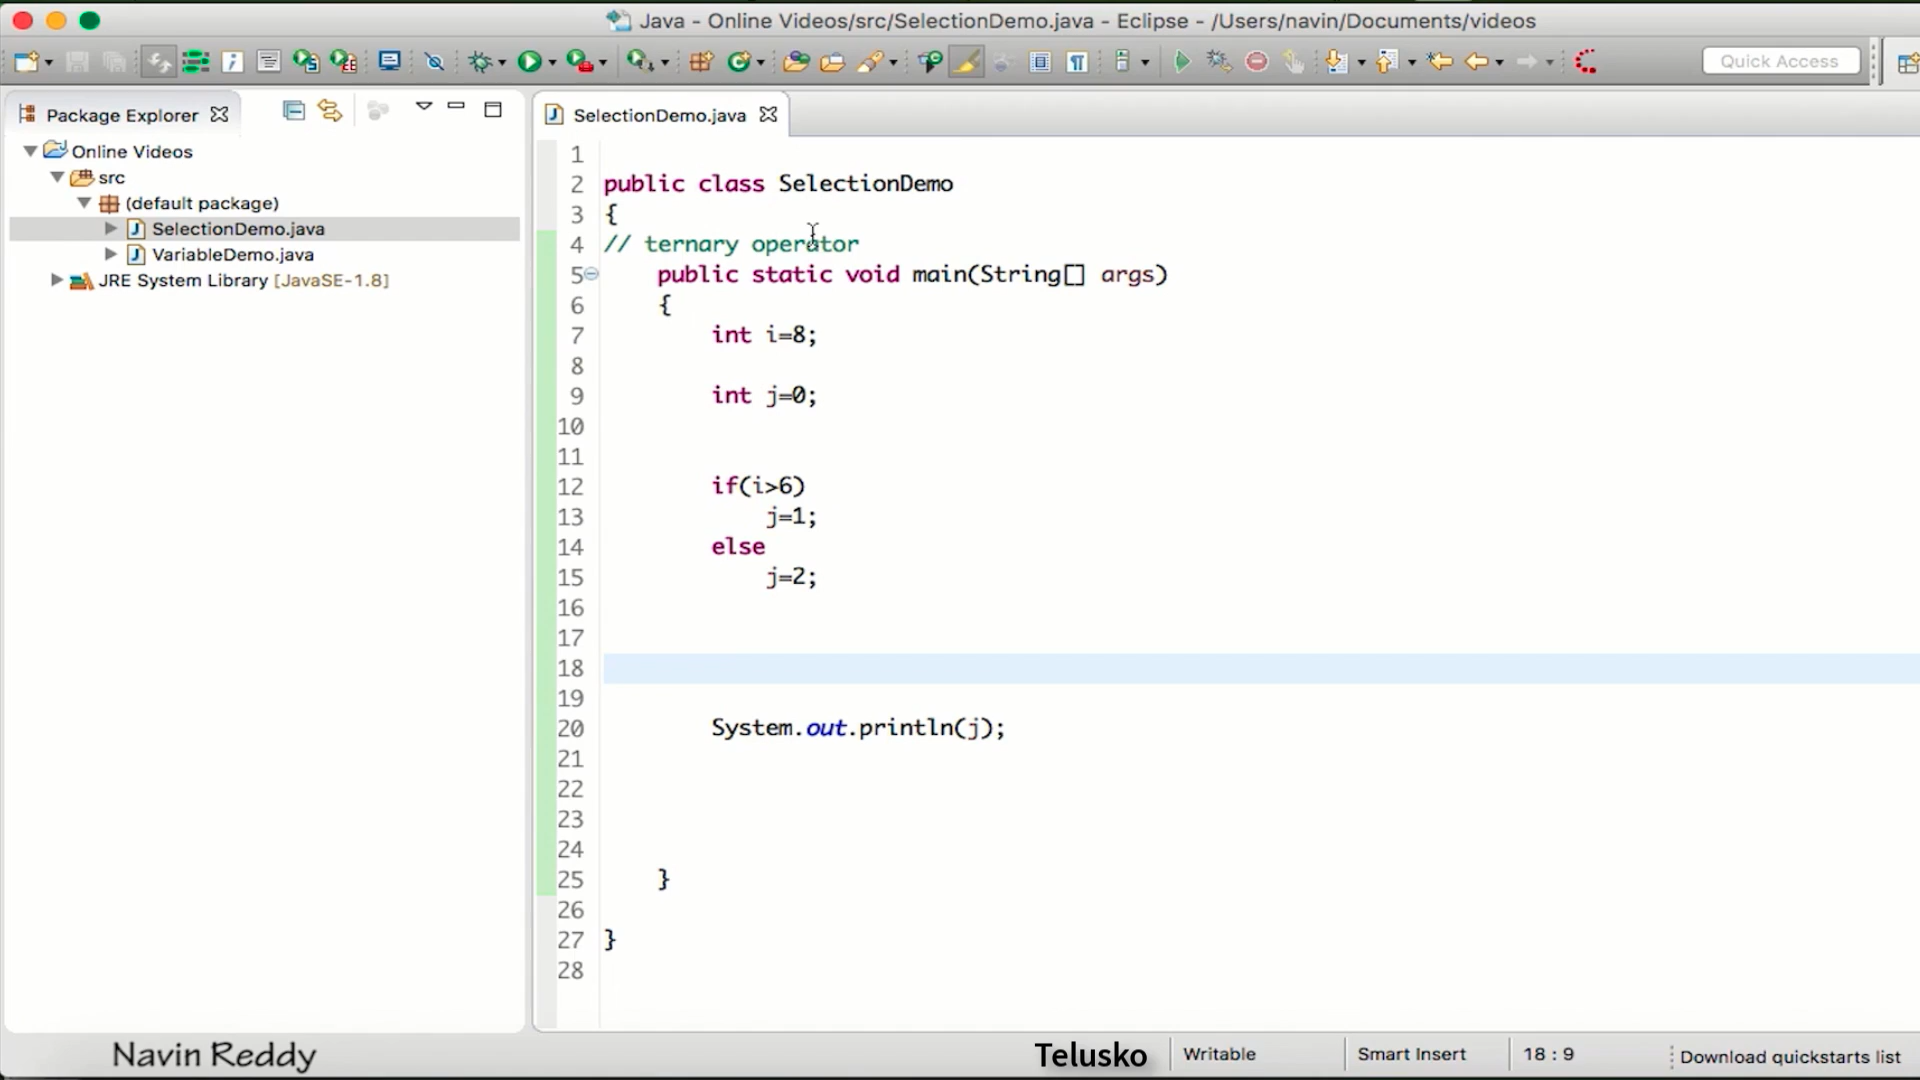 Java - Online Videos/src/SelectionDemo.java - Eclipse - /Users/navin/Documents/videos
Quick Access
Package Explorer
SelectionDemo.java
Online Videos
src
(default package)
SelectionDemo.java
VariableDemo.java
JRE System Library [JavaSE-1.8]
1
2 public class SelectionDemo
3 {
4 // ternary operator
5 public static void main(String[] args)
6 {
7 int i=8;
8
9 int j=0;
10
11
12 if(i>6)
13 j=1;
14 else
15 j=2;
16
17
18
19
20 System.out.println(j);
21
22
23
24
25 }
26
27 }
28
Navin Reddy
Telusko
Writable
Smart Insert
18 : 9
Download quickstarts list